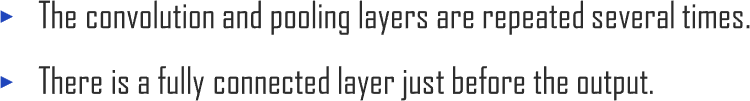 ▸ The convolution and pooling layers are repeated several times.
▸ There is a fully connected layer just before the output.